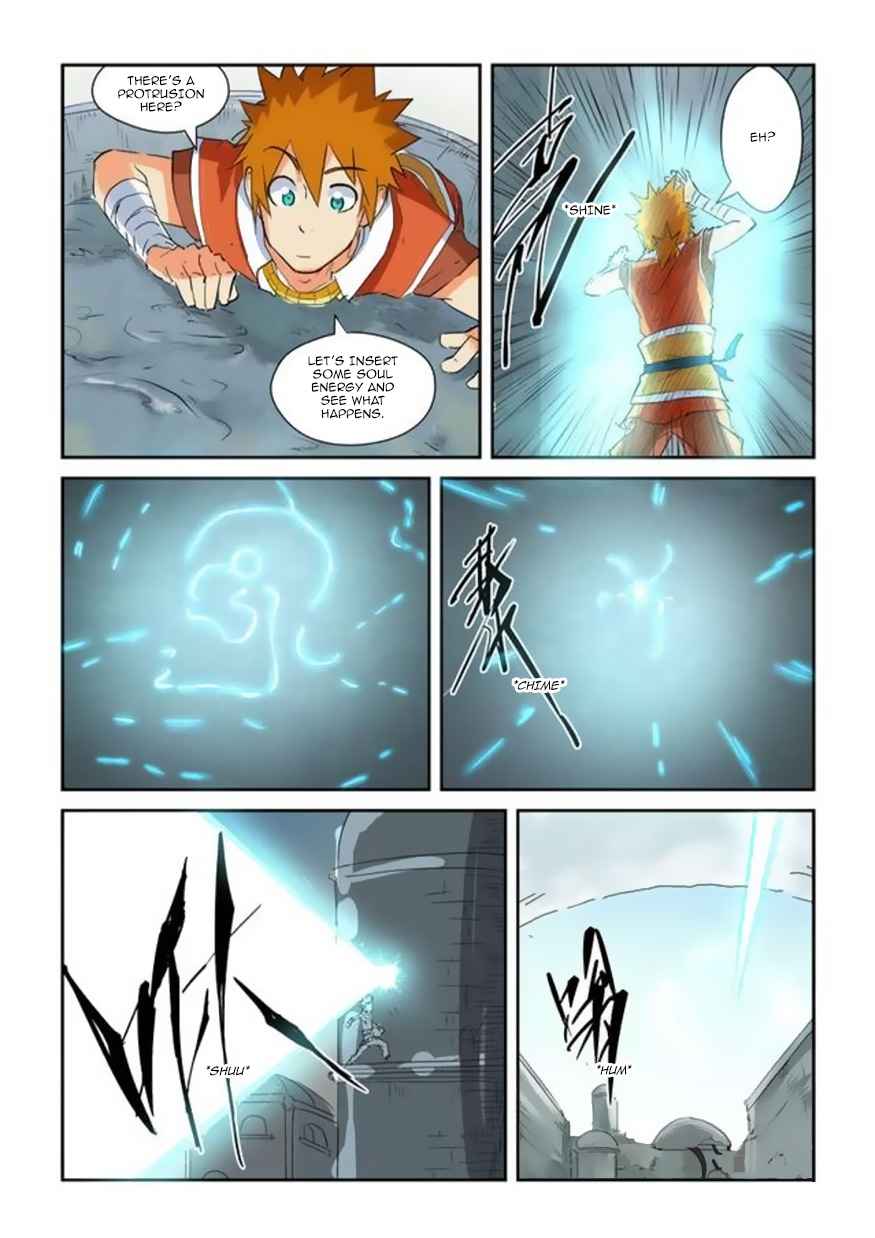 THERE'S A
PROTRUSION
HERE?
LET'S INSERT
SOME SOUL
ENERGY AND
SEE WHAT
HAPPENS.
*SHINE*
EH?
*CHIME*
*SHUU*
*HUM*